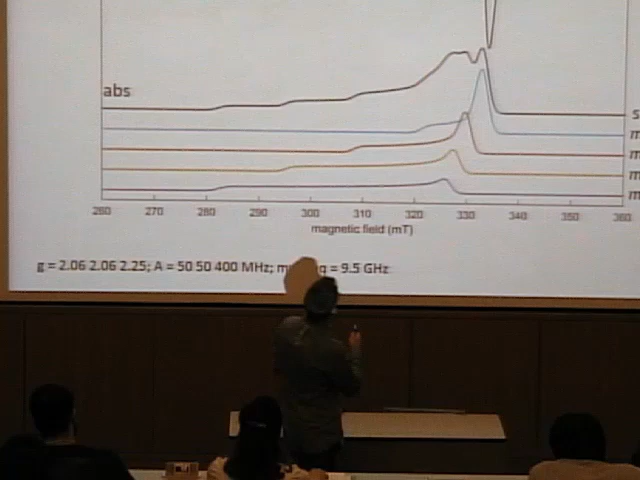 abs
s
m
m
m
m
260 270 280 290 300 310 320 330 340 350 360
magnetic field (mT)
g = 2.06 2.06 2.25; A = 50 50 400 MHz; = 9.5 GHz